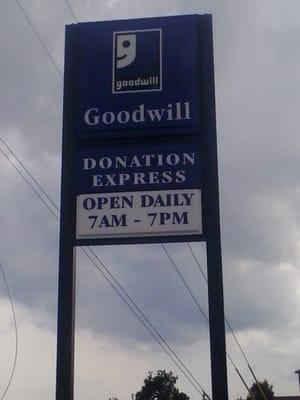 goodwill
Goodwill
DONATION
EXPRESS
OPEN DAILY
7AM - 7PM